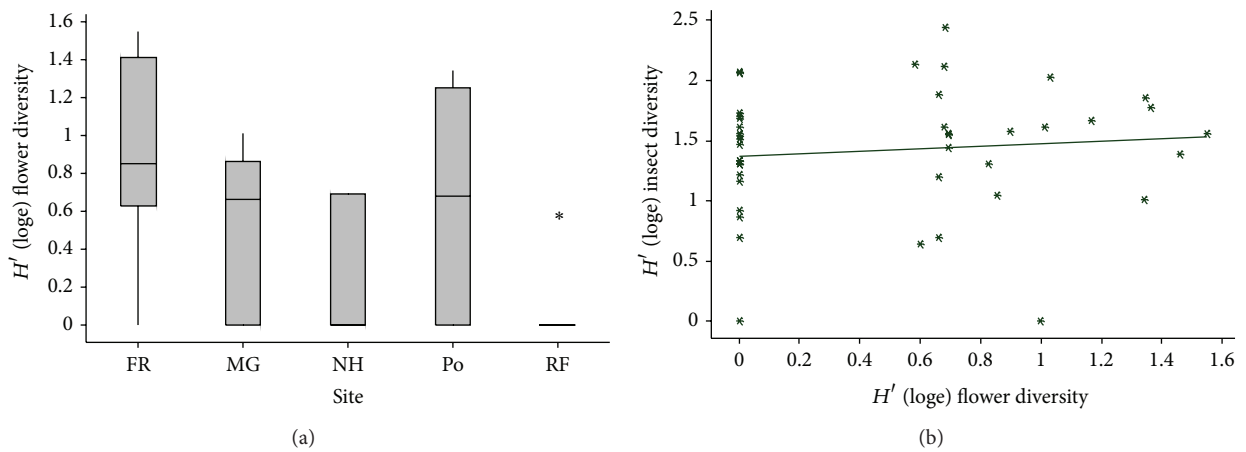 H′ (loge) flower diversity
1.6
1.4
1.2
1
0.8
0.6
0.4
0.2
0
*
FR MG NH Po RF
Site
(a)
H′ (loge) insect diversity
2.5
2
1.5
1
0.5
0
0 0.2 0.4 0.6 0.8 1 1.2 1.4 1.6
H′ (loge) flower diversity
(b)